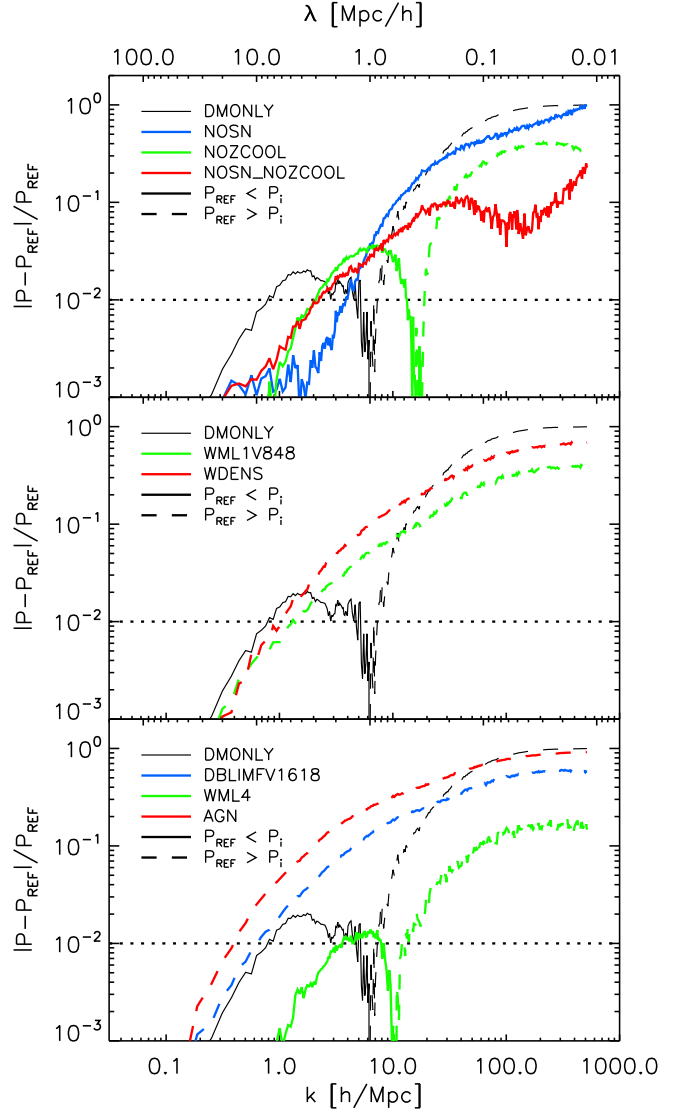 λ [Mpc/h]
100.0 10.0 1.0 0.1 0.01
10⁰
10⁻¹
10⁻²
10⁻³
|P−P_REF|/P_REF
DMONLY
NOSN
NOZCOOL
NOSN_NOZCOOL
P_REF < P_i
P_REF > P_i
10⁰
10⁻¹
10⁻²
10⁻³
|P−P_REF|/P_REF
DMONLY
WML1V848
WDENS
P_REF < P_i
P_REF > P_i
10⁰
10⁻¹
10⁻²
10⁻³
|P−P_REF|/P_REF
DMONLY
DBLIMFV1618
WML4
AGN
P_REF < P_i
P_REF > P_i
0.1 1.0 10.0 100.0 1000.0
k [h/Mpc]